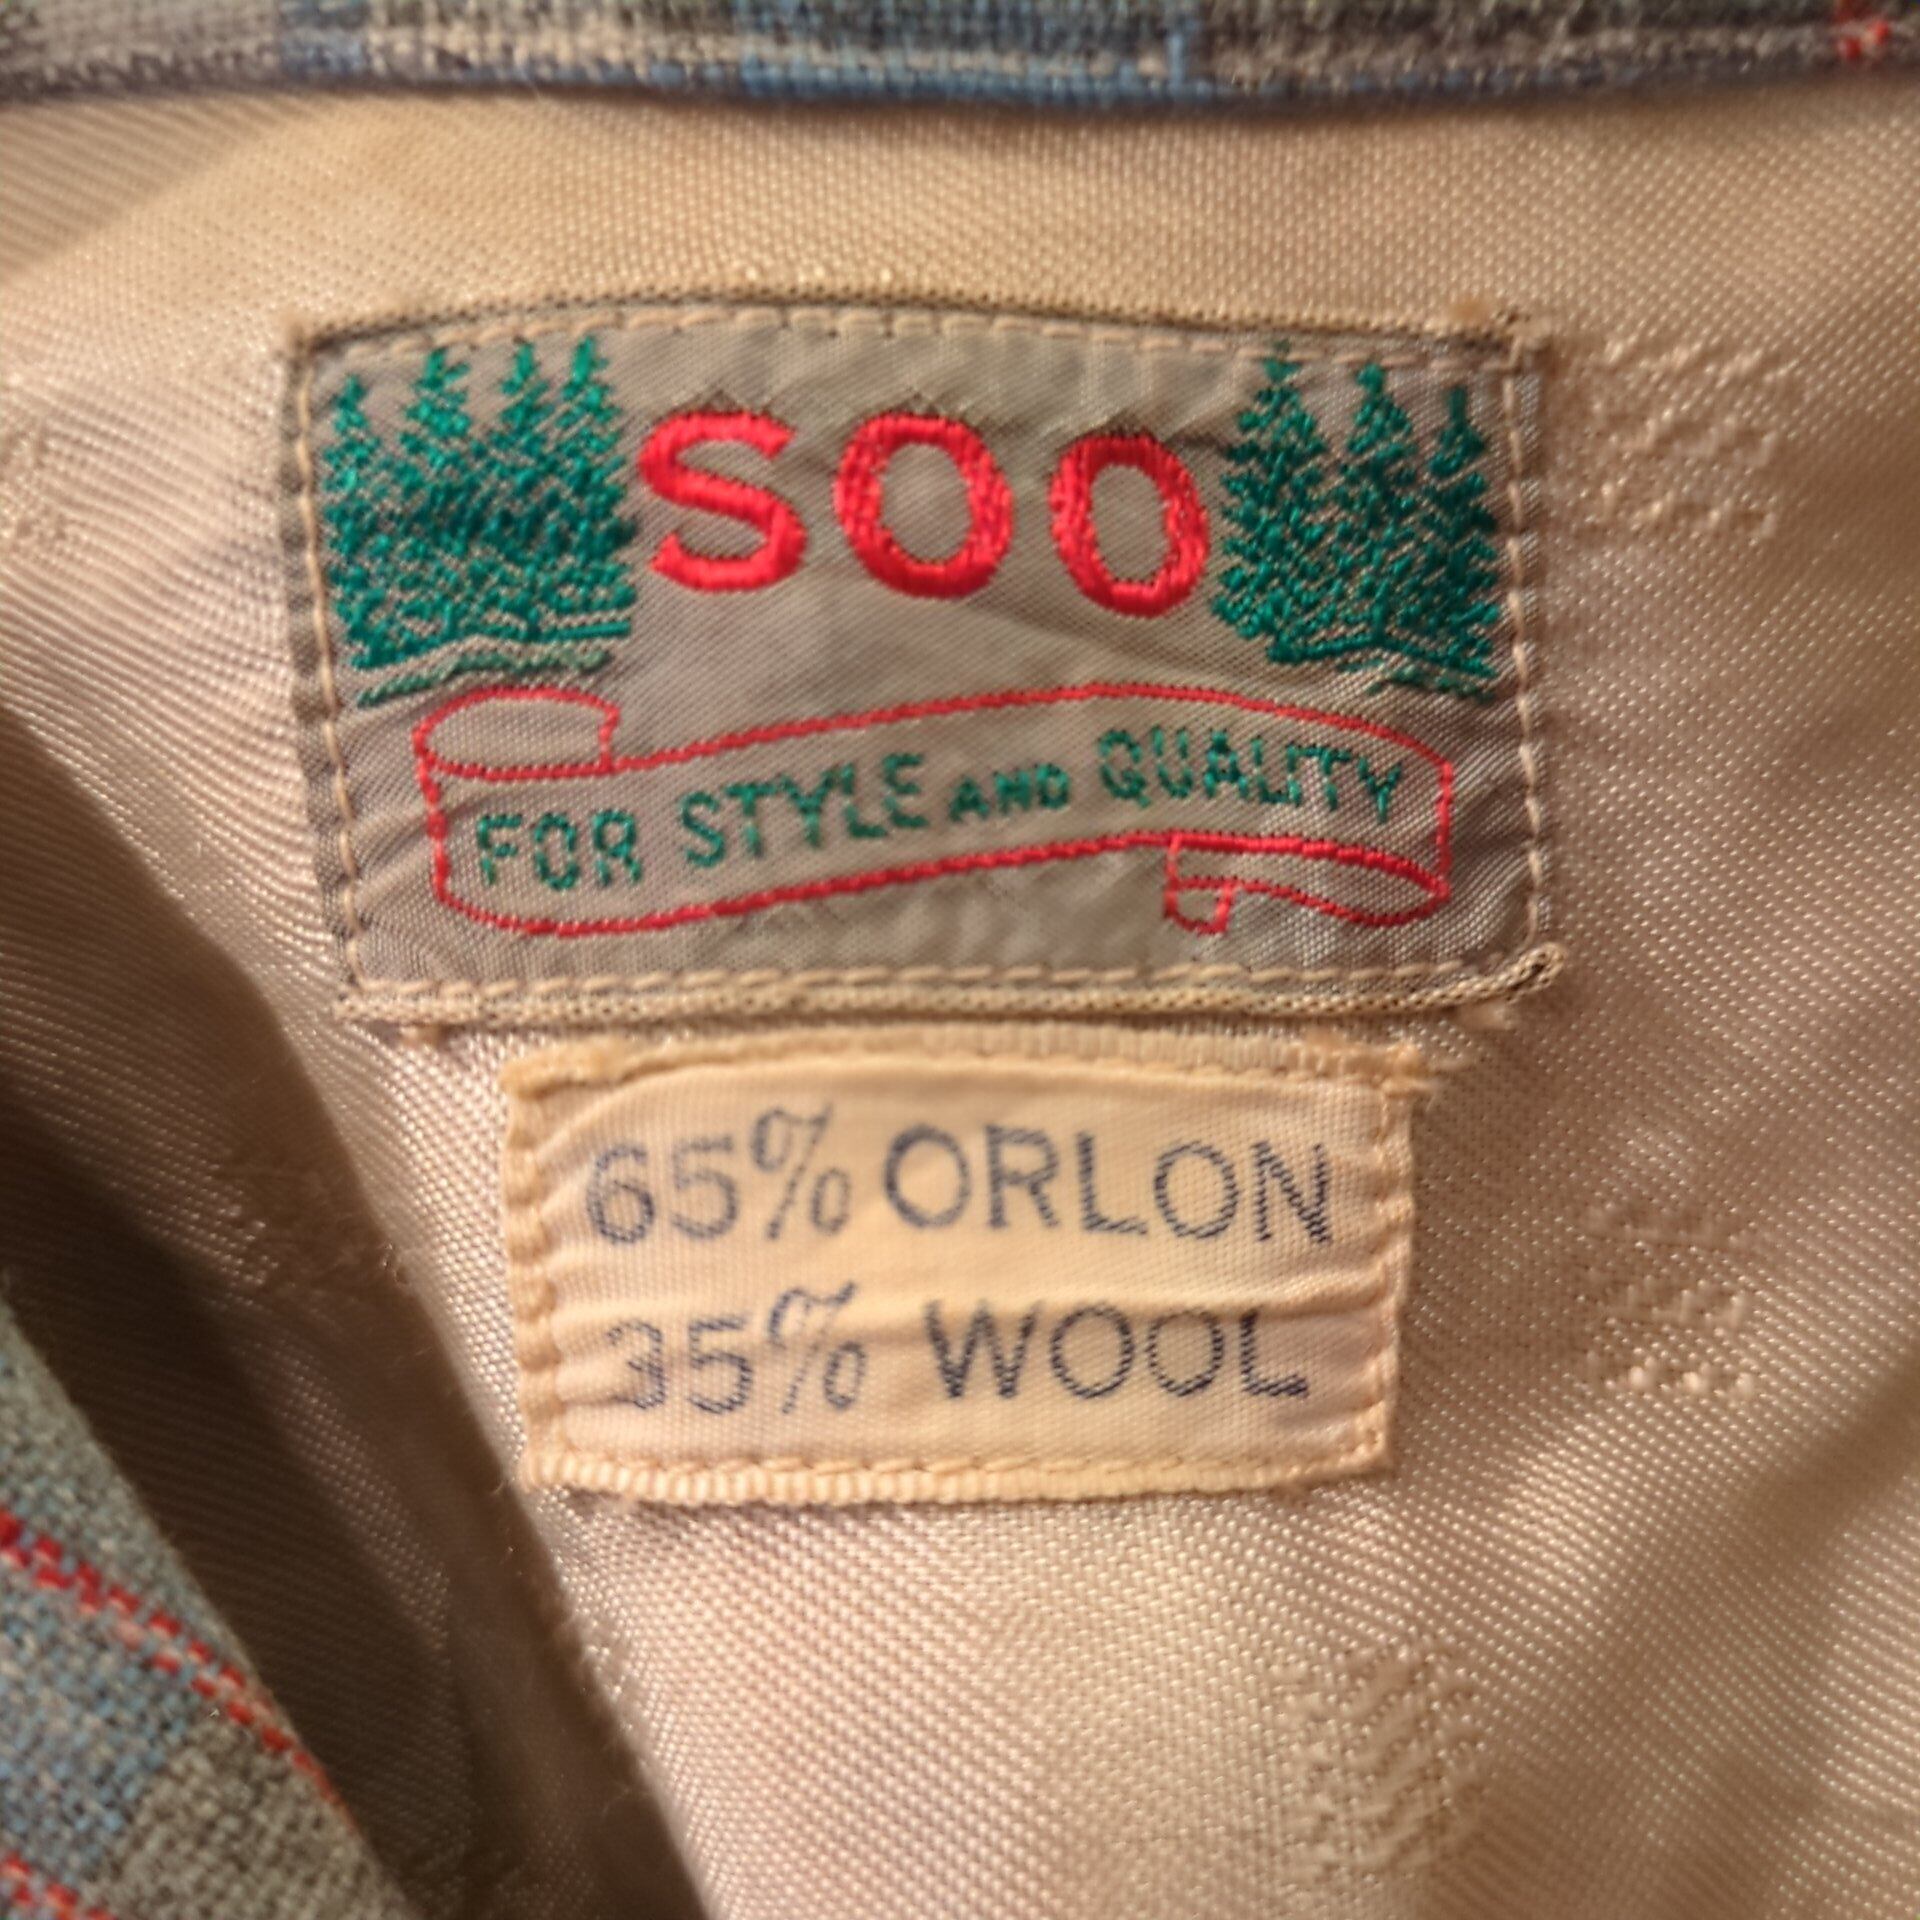 SOO
FOR STYLE AND QUALITY
65% ORLON
35% WOOL